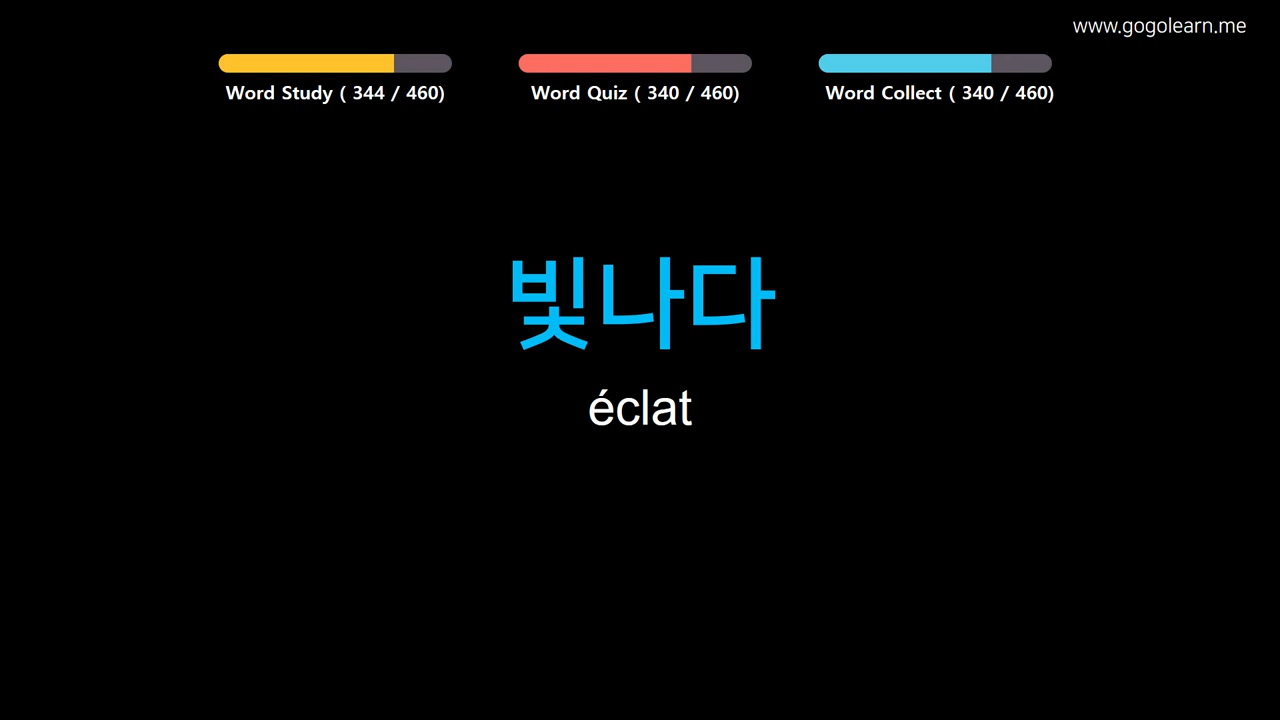 www.gogolearn.me
Word Study ( 344 / 460)
Word Quiz ( 340 / 460)
Word Collect ( 340 / 460)
빛나다
éclat